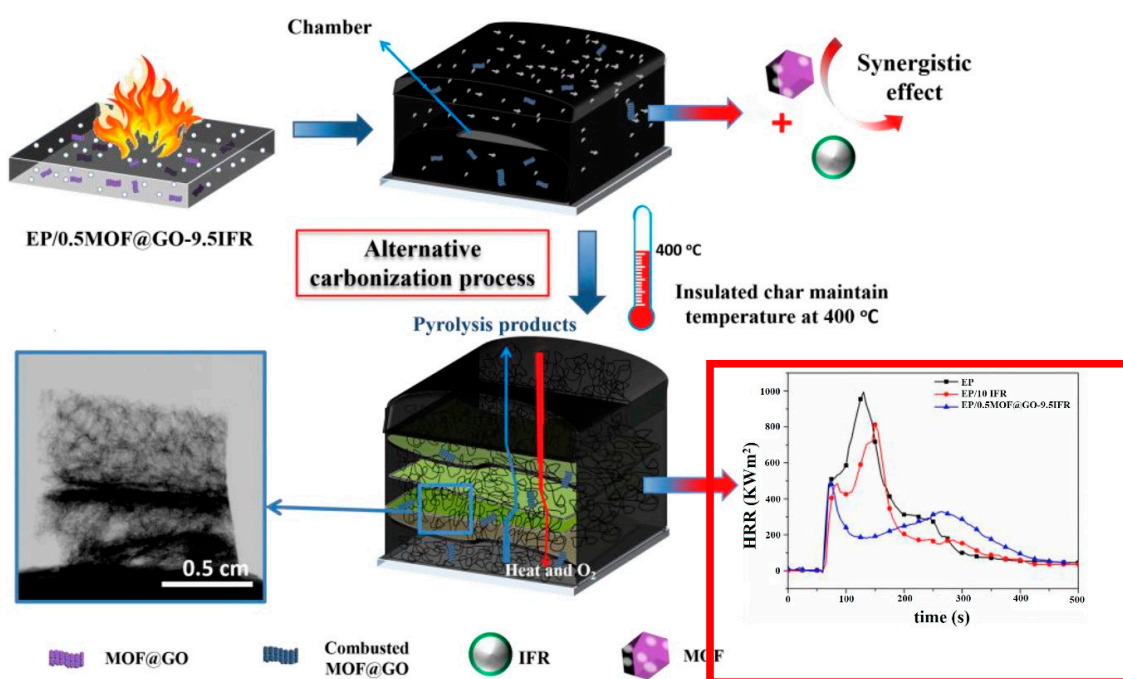 Chamber
Synergistic
effect
EP/0.5MOF@GO-9.5IFR
Alternative
carbonization process
400 °C
Insulated char maintain
temperature at 400 °C
Pyrolysis products
0.5 cm
Heat and O₂
HRR (KWm²)
1000
800
600
400
200
0
EP
EP/10 IFR
EP/0.5MOF@GO-9.5IFR
0 100 200 300 400 500
time (s)
MOF@GO
Combusted
MOF@GO
IFR
MOF